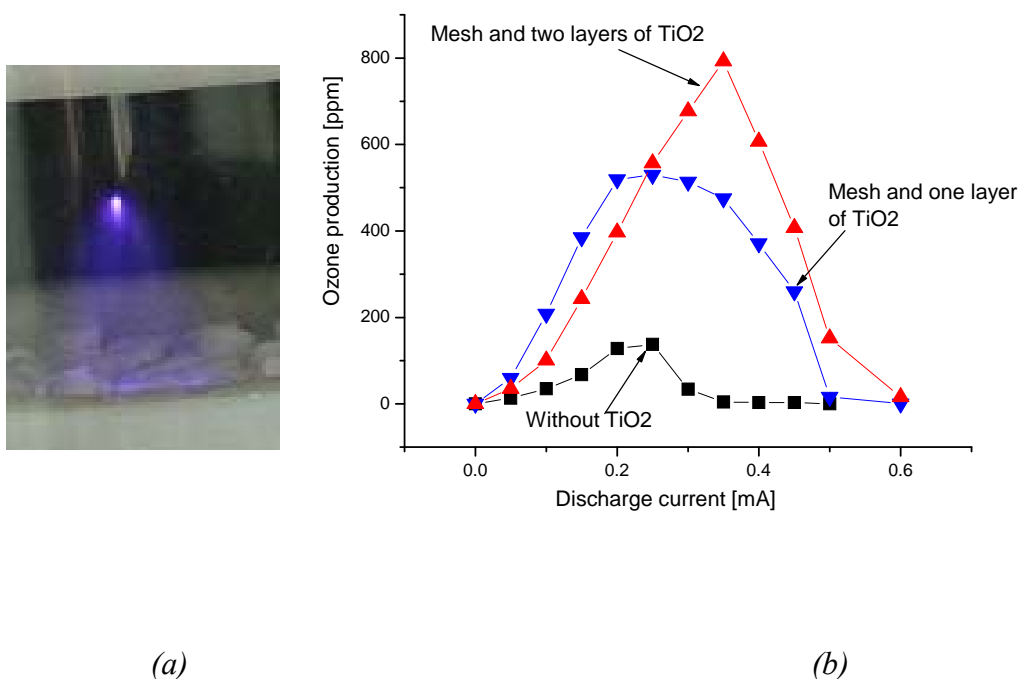 Mesh and two layers of TiO2
800
600
400
200
0
Ozone production [ppm]
Mesh and one layer
of TiO2
Without TiO2
0.0 0.2 0.4 0.6
Discharge current [mA]
(a) (b)